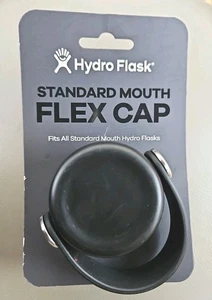 Hydro Flask®
STANDARD MOUTH
FLEX CAP
Fits All Standard Mouth Hydro Flasks